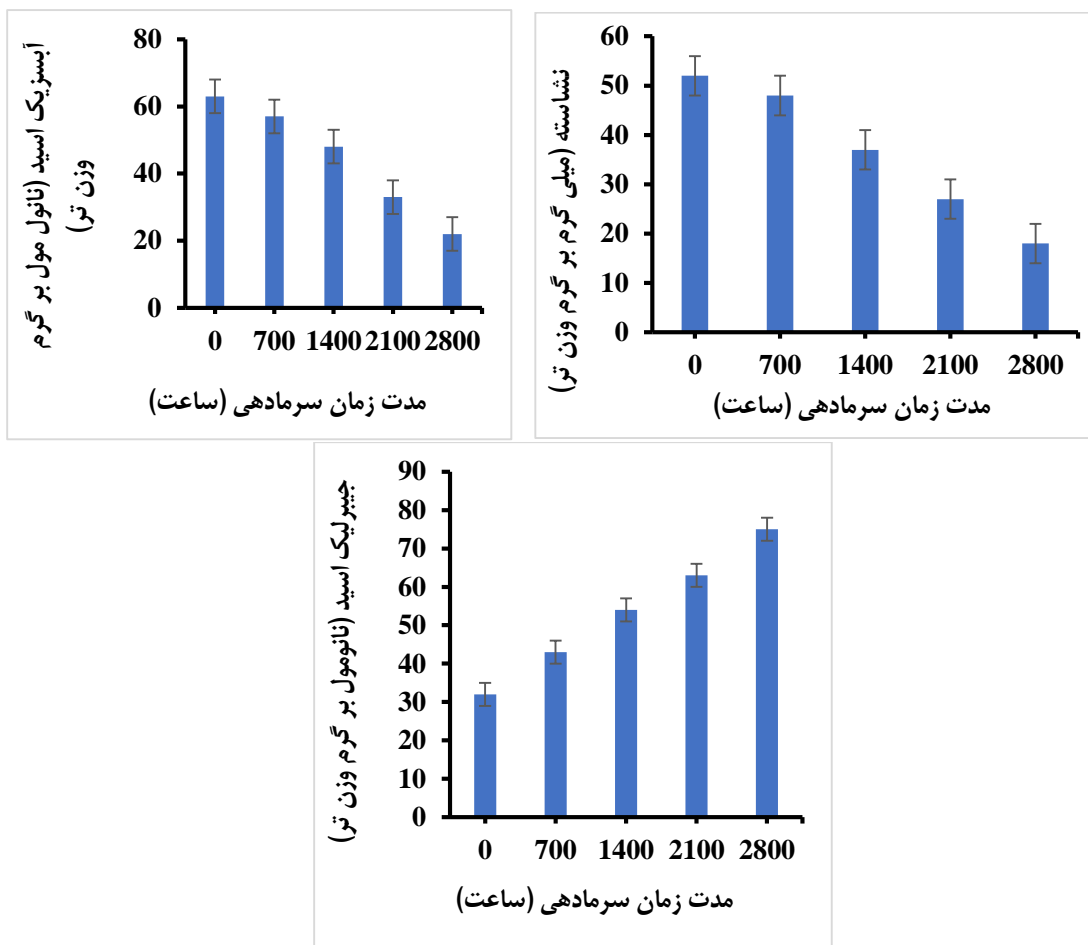 آبسزیک اسید (نانول مول بر گرم
وزن تر)
80
60
40
20
0
0 700 1400 2100 2800
مدت زمان سرمادهی (ساعت)
نشاسته (میلی گرم بر گرم وزن تر)
60
50
40
30
20
10
0
0 700 1400 2100 2800
مدت زمان سرمادهی (ساعت)
جیبرلیک اسید (نانومول بر گرم وزن تر)
90
80
70
60
50
40
30
20
10
0
0 700 1400 2100 2800
مدت زمان سرمادهی (ساعت)